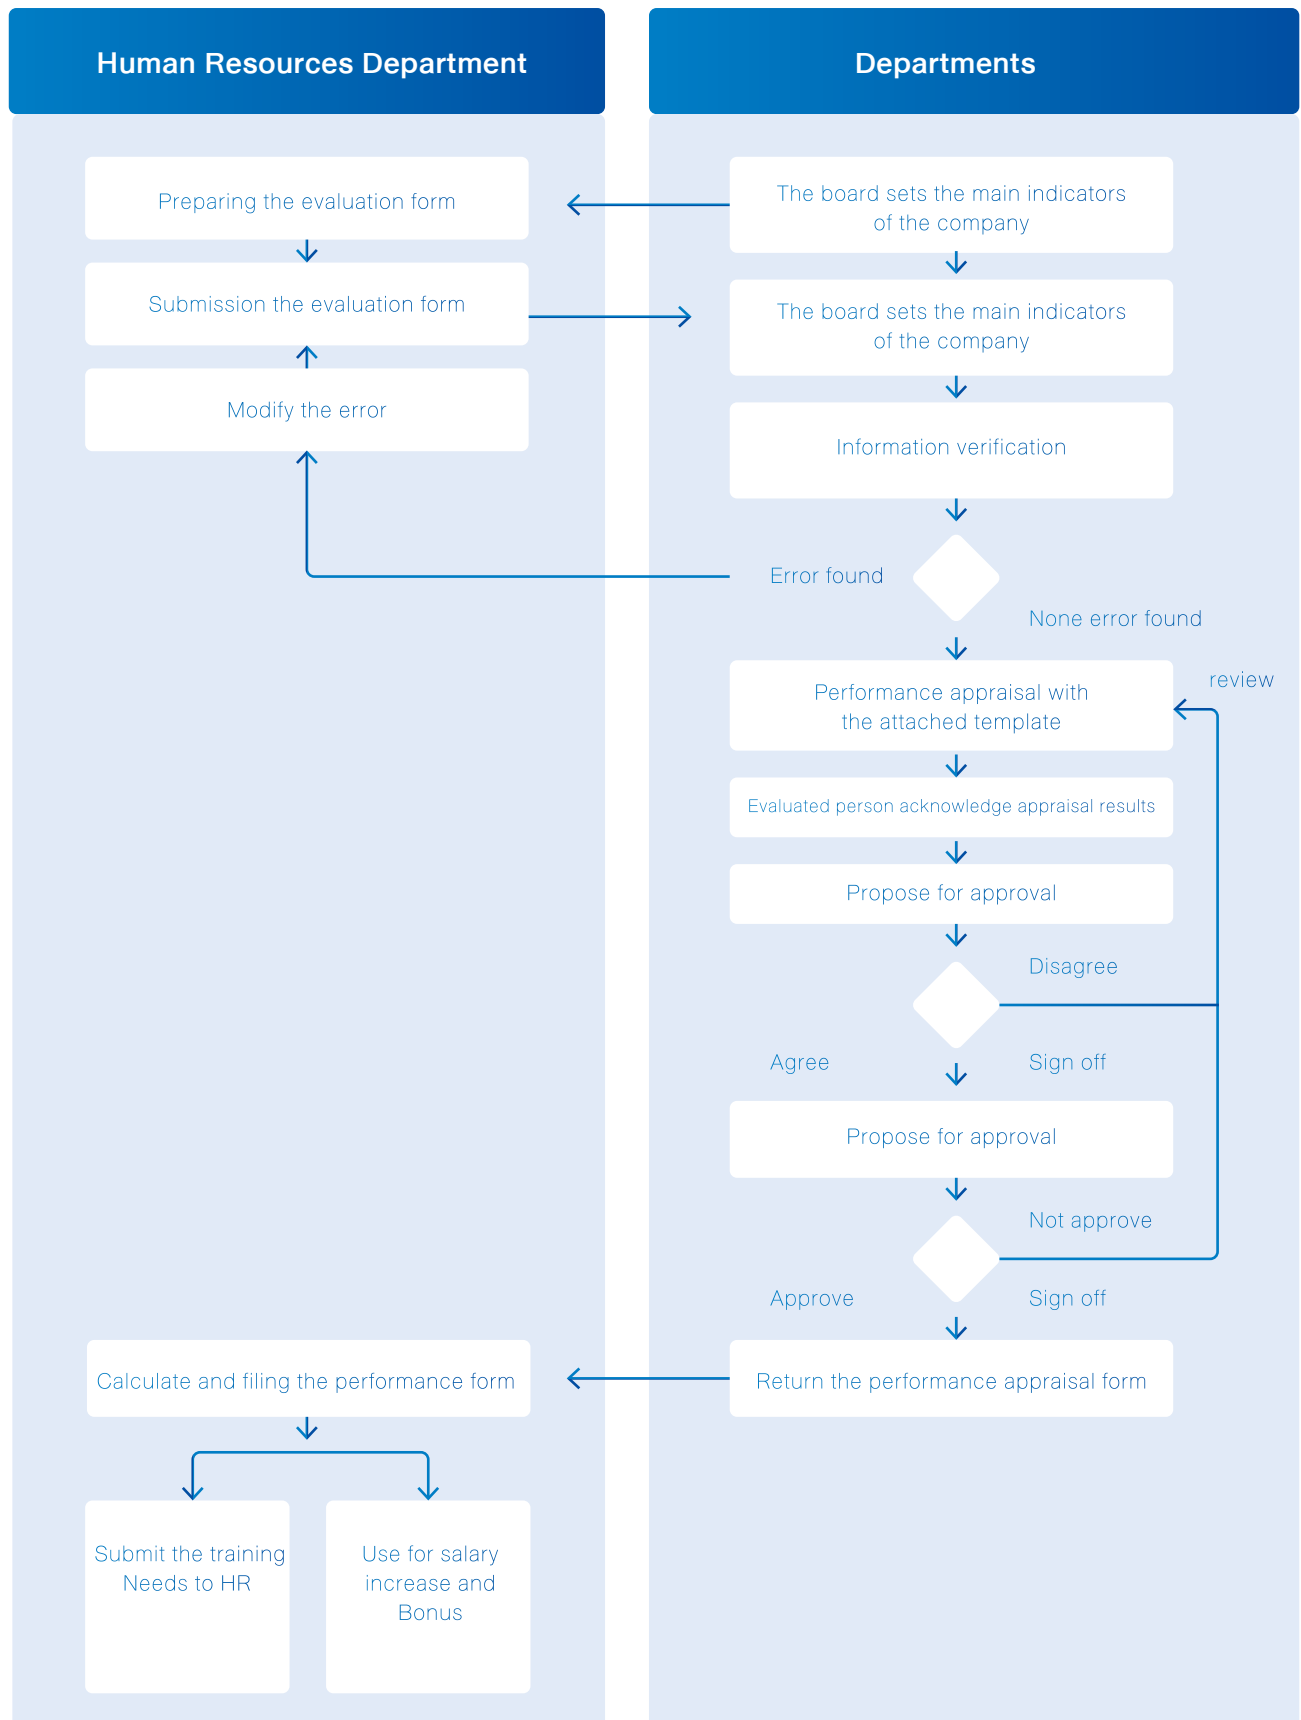 Human Resources Department
Departments
Preparing the evaluation form
Submission the evaluation form
Modify the error
The board sets the main indicators
of the company
The board sets the main indicators
of the company
Information verification
Error found
None error found
review
Performance appraisal with
the attached template
Evaluated person acknowledge appraisal results
Propose for approval
Disagree
Agree
Sign off
Propose for approval
Not approve
Approve
Sign off
Return the performance appraisal form
Calculate and filing the performance form
Submit the training
Needs to HR
Use for salary
increase and
Bonus